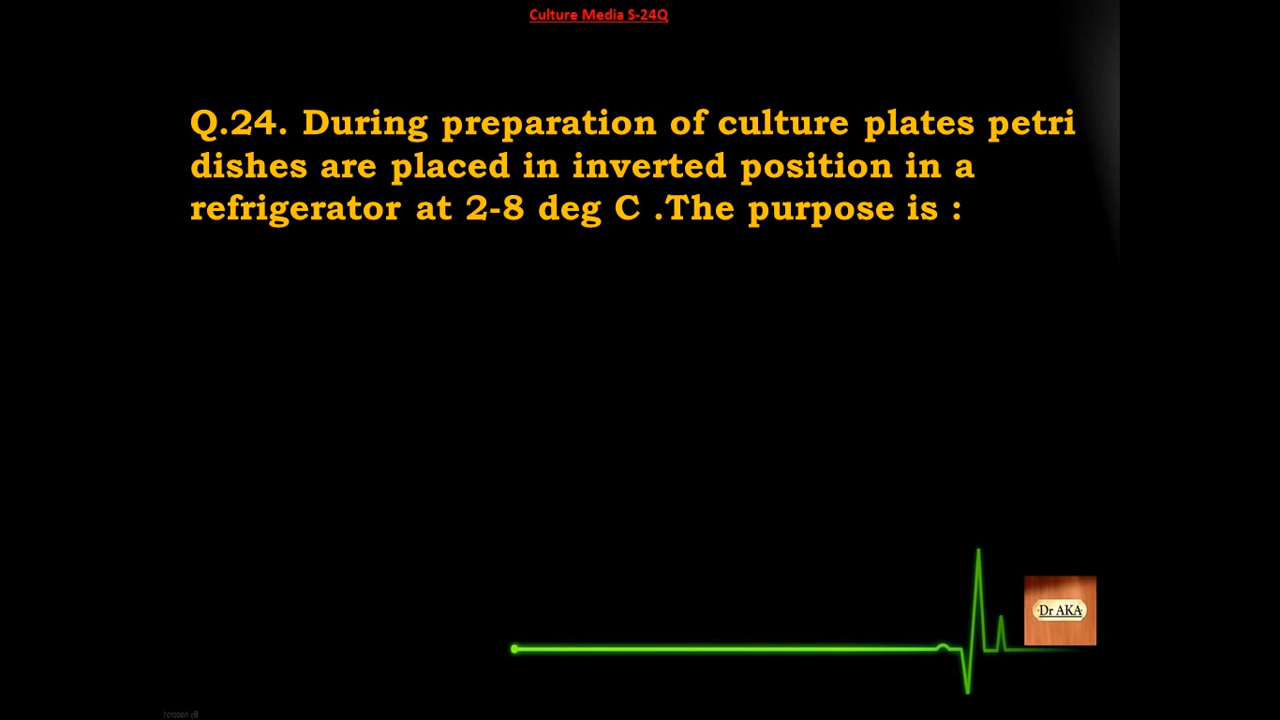 Culture Media S-24Q
Q.24. During preparation of culture plates petri
dishes are placed in inverted position in a
refrigerator at 2-8 deg C .The purpose is :
Dr AKA